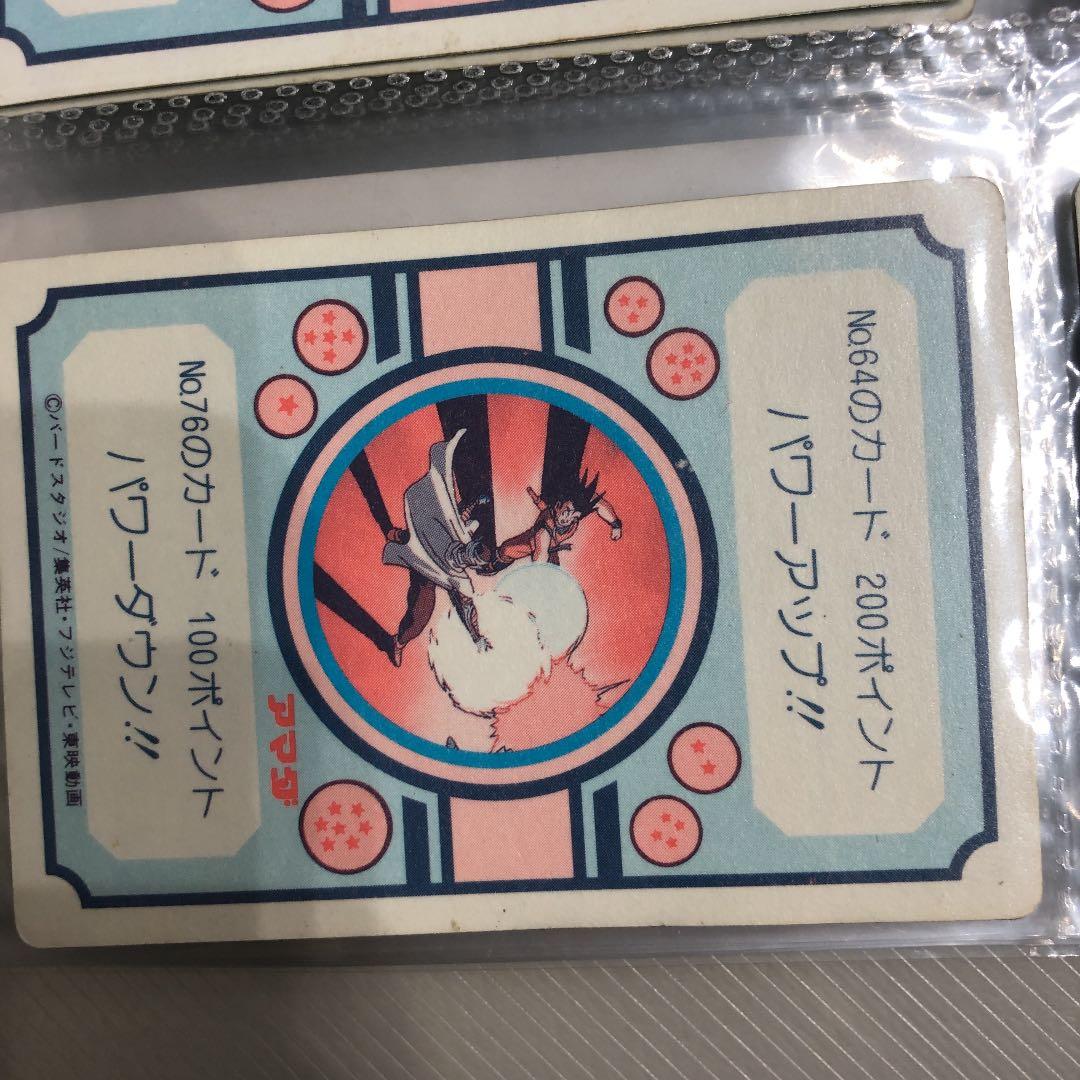 No.64のカード 200ポイント
パワーアップ!!
アマダ
No.76のカード 100ポイント
パワーダウン!!
©バードスタジオ/集英社・フジテレビ・東映動画